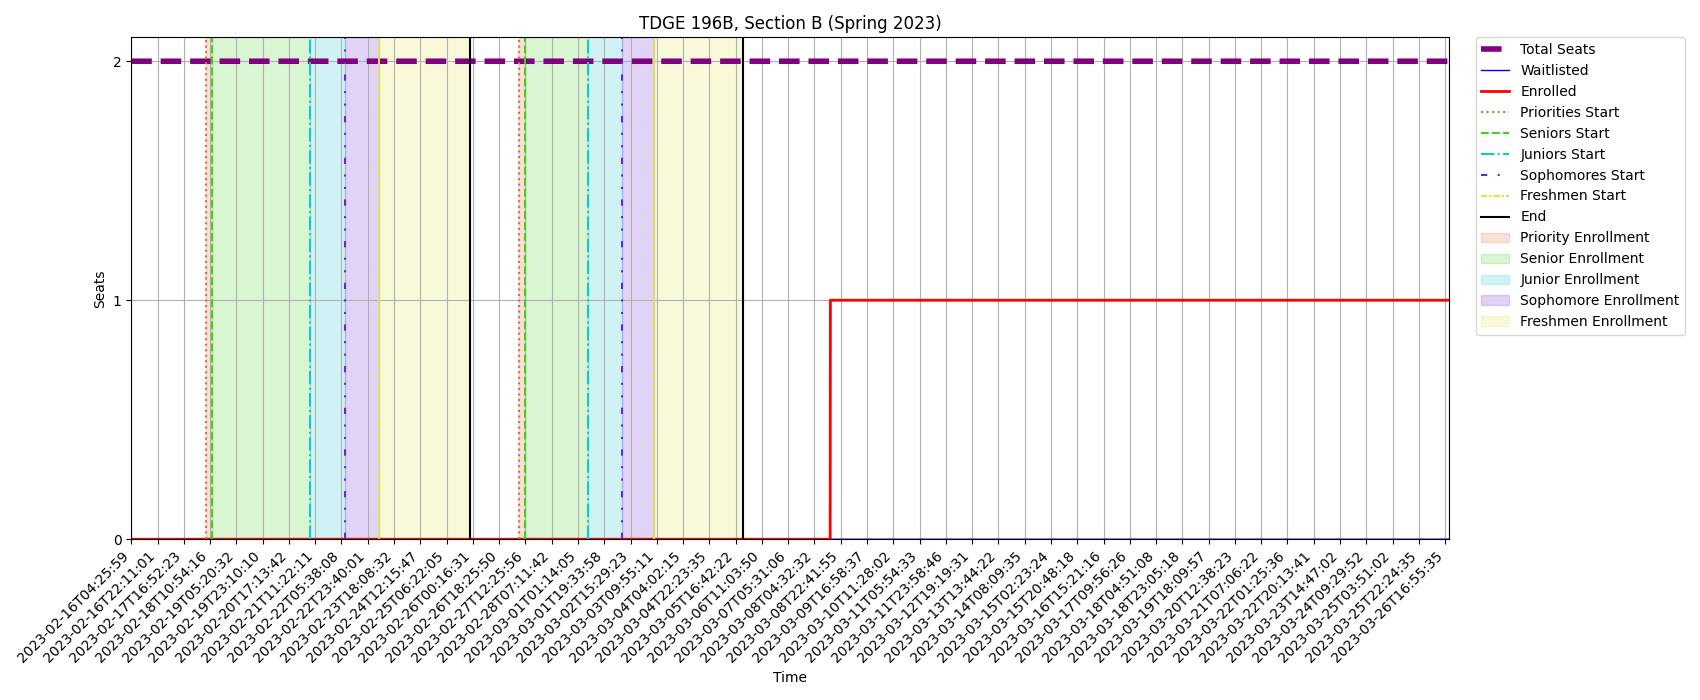 TDGE 196B, Section B (Spring 2023)
Seats
2
1
0
Total Seats
Waitlisted
Enrolled
Priorities Start
Seniors Start
Juniors Start
Sophomores Start
Freshmen Start
End
Priority Enrollment
Senior Enrollment
Junior Enrollment
Sophomore Enrollment
Freshmen Enrollment
2023-02-16T04:25:59
2023-02-16T22:11:01
2023-02-17T16:52:23
2023-02-18T10:54:16
2023-02-19T05:20:32
2023-02-19T23:10:10
2023-02-20T17:13:42
2023-02-21T11:22:11
2023-02-22T05:38:08
2023-02-22T23:40:01
2023-02-23T18:08:32
2023-02-24T12:15:47
2023-02-25T06:22:05
2023-02-26T00:16:31
2023-02-26T18:25:50
2023-02-27T12:25:56
2023-02-28T07:11:42
2023-03-01T01:14:05
2023-03-01T19:33:58
2023-03-02T15:29:23
2023-03-03T09:55:11
2023-03-04T04:02:15
2023-03-04T22:23:35
2023-03-05T16:42:22
2023-03-06T11:03:50
2023-03-07T05:31:06
2023-03-08T04:32:32
2023-03-08T22:41:55
2023-03-09T16:58:37
2023-03-10T11:28:02
2023-03-11T05:54:33
2023-03-11T23:58:46
2023-03-12T19:19:31
2023-03-13T13:44:22
2023-03-14T08:09:35
2023-03-15T02:23:24
2023-03-15T20:48:18
2023-03-16T15:21:16
2023-03-17T09:56:26
2023-03-18T04:51:08
2023-03-18T23:05:18
2023-03-19T18:09:57
2023-03-20T12:38:23
2023-03-21T07:06:22
2023-03-22T01:25:36
2023-03-22T20:13:41
2023-03-23T14:47:02
2023-03-24T09:29:52
2023-03-25T03:51:02
2023-03-25T22:24:35
2023-03-26T16:55:35
Time